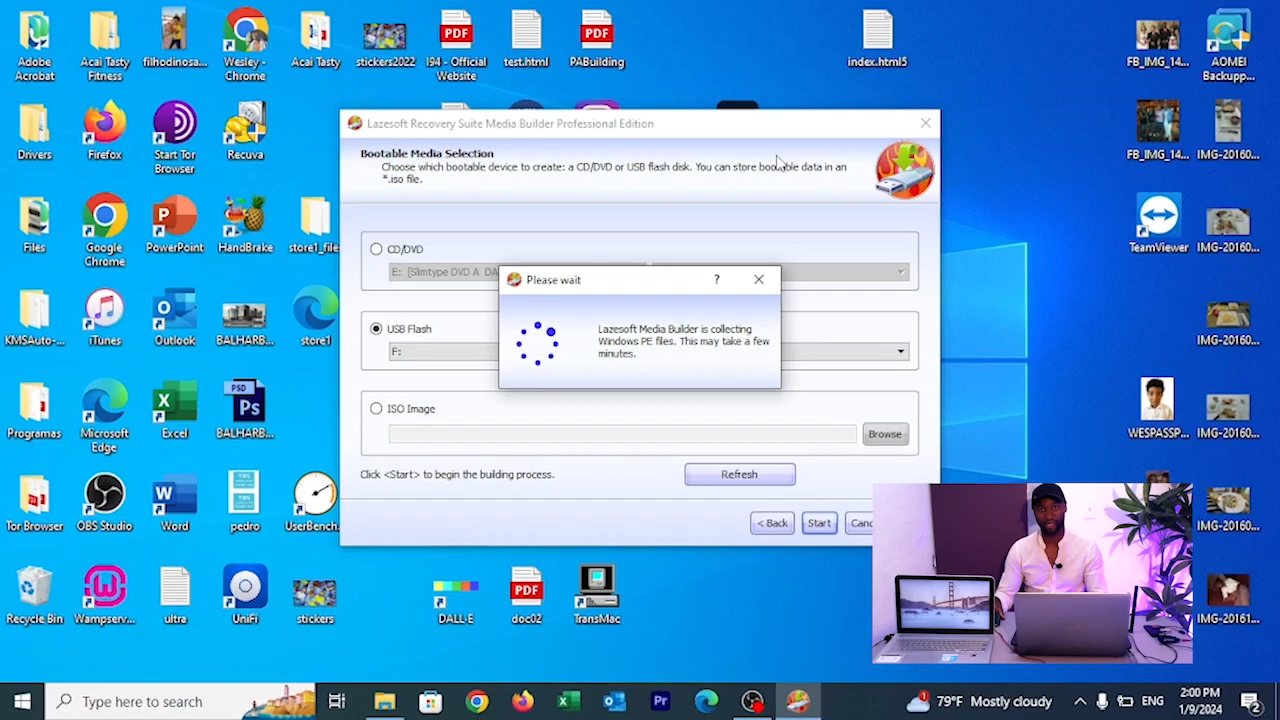 Adobe
Acrobat
Acai Tasty
Fitness
filhodinosa...
Wesley -
Chrome
Acai Tasty
stickers2022
PDF
I94 - Official
Website
test.html
PDF
PABuilding
index.html5
FB_IMG_14...
AOMEI
Backupp...
Drivers
Firefox
Start Tor
Browser
Recuva
FB_IMG_14...
IMG-20160...
Files
Google
Chrome
PowerPoint
HandBrake
store1_file
TeamViewer
IMG-20160...
KMSAuto-...
iTunes
Outlook
BALHARB...
store1
IMG-20160...
Programas
Microsoft
Edge
Excel
PSD
Ps
BALHARB...
WESPASSP...
IMG-20160...
Tor Browser
OBS Studio
Word
pedro
UserBench.
IMG-20160...
Recycle Bin
Wampserv...
ultra
UniFi
stickers
DALL-E
PDF
doc02
TransMac
IMG-20161...
Lazesoft Recovery Suite Media Builder Professional Edition
Bootable Media Selection
Choose which bootable device to create: a CD/DVD or USB flash disk. You can store bootable data in an
*.iso file.
CD/DVD
E: [Slimtype DVD A DA
USB Flash
F:
ISO Image
Browse
Click <Start> to begin the building process.
Refresh
< Back
Start
Canc
Please wait
?
Lazesoft Media Builder is collecting
Windows PE files. This may take a few
minutes.
Type here to search
Pr
79°F Mostly cloudy
ENG
2:00 PM
1/9/2024
2